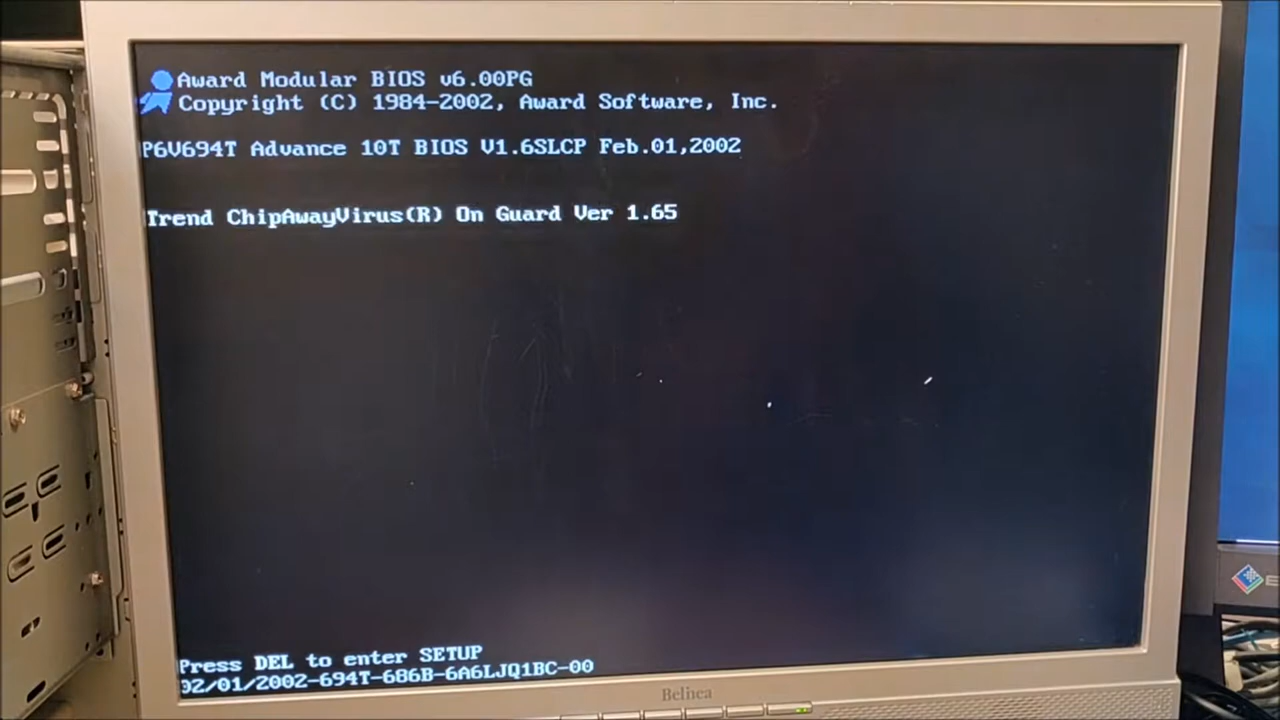 Award Modular BIOS v6.00PG
Copyright (C) 1984-2002, Award Software, Inc.
P6V694T Advance 10T BIOS V1.6SLCP Feb.01,2002
Trend ChipAwayVirus(R) On Guard Ver 1.65
Press DEL to enter SETUP
02/01/2002-694T-686B-6A6LJQ1BC-00
Belinea